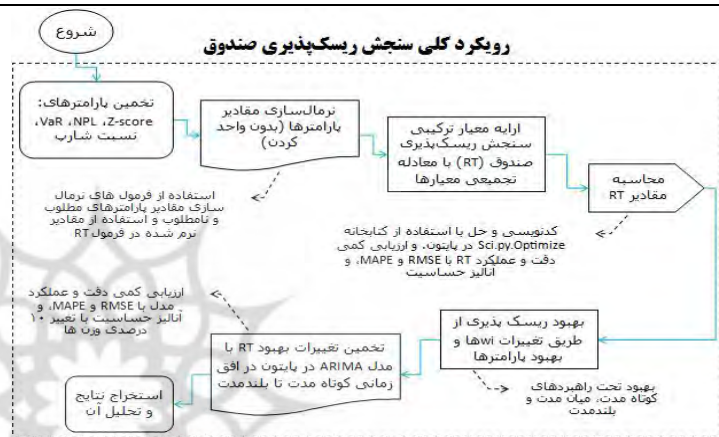 شروع
رویکرد کلی سنجش ریسک‌پذیری صندوق
تخمین پارامترهای:
Z-score، NPL، VaR،
نسبت شارپ
نرمال‌سازی مقادیر
پارامترها (بدون واحد
کردن)
ارایه معیار ترکیبی
سنجش ریسک‌پذیری
صندوق (RT) با معادله
تجمیعی معیارها
محاسبه
مقادیر RT
استفاده از فرمول های نرمال
سازی مقادیر پارامترهای مطلوب
و نامطلوب و استفاده از مقادیر
نرم شده در فرمول RT
کدنویسی و حل با استفاده از کتابخانه
Sci.py.Optimize در پایتون، و ارزیابی کمی
دقت و عملکرد RT با RMSE و MAPE، و
آنالیز حساسیت
بهبود ریسک پذیری از
طریق تغییرات wiها و
بهبود پارامترها
بهبود تحت راهبردهای
کوتاه مدت، میان مدت و
بلندمدت
ارزیابی کمی دقت و عملکرد
مدل با RMSE و MAPE، و
آنالیز حساسیت با تغییر ۱۰
درصدی وزن ها
تخمین تغییرات بهبود RT با
مدل ARIMA در پایتون در افق
زمانی کوتاه مدت تا بلندمدت
استخراج نتایج
و تحلیل آن